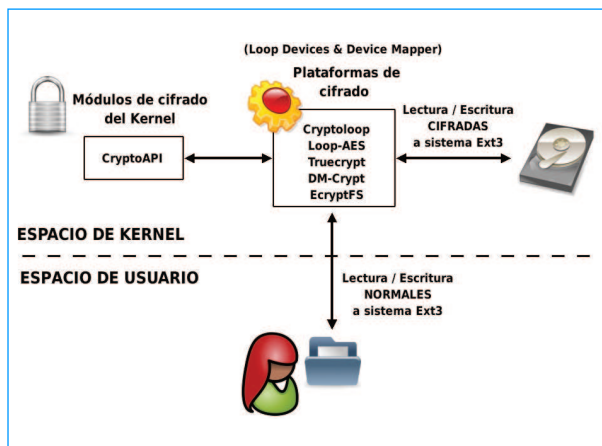 (Loop Devices & Device Mapper)
Plataformas de
cifrado
Módulos de cifrado
del Kernel
CryptoAPI
Cryptoloop
Loop-AES
Truecrypt
DM-Crypt
EcryptFS
Lectura / Escritura
CIFRADAS
a sistema Ext3
ESPACIO DE KERNEL
ESPACIO DE USUARIO
Lectura / Escritura
NORMALES
a sistema Ext3